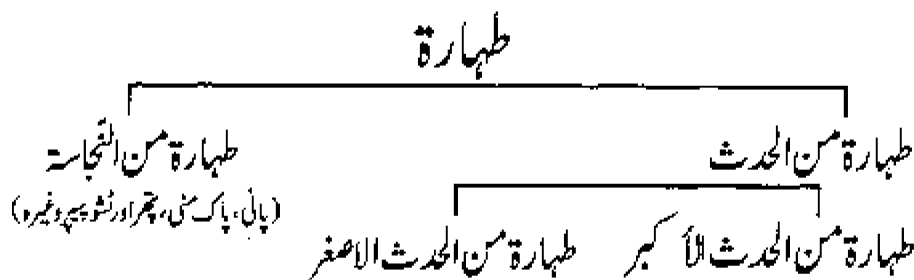 طہارۃ
طہارۃ من الحدث
طہارۃ من النجاسۃ
(پانی، پاک مٹی، پتھر اور ٹشو پیپر وغیرہ)
طہارۃ من الحدث الأکبر
طہارۃ من الحدث الاصغر